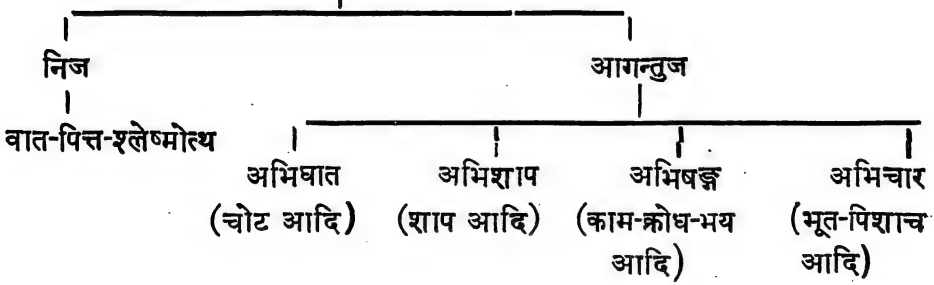 निज आगन्तुज
वात-पित्त-श्लेष्मोत्थ
अभिघात अभिशाप अभिषङ्ग अभिचार
(चोट आदि) (शाप आदि) (काम-क्रोध-भय (भूत-पिशाच
आदि) आदि)